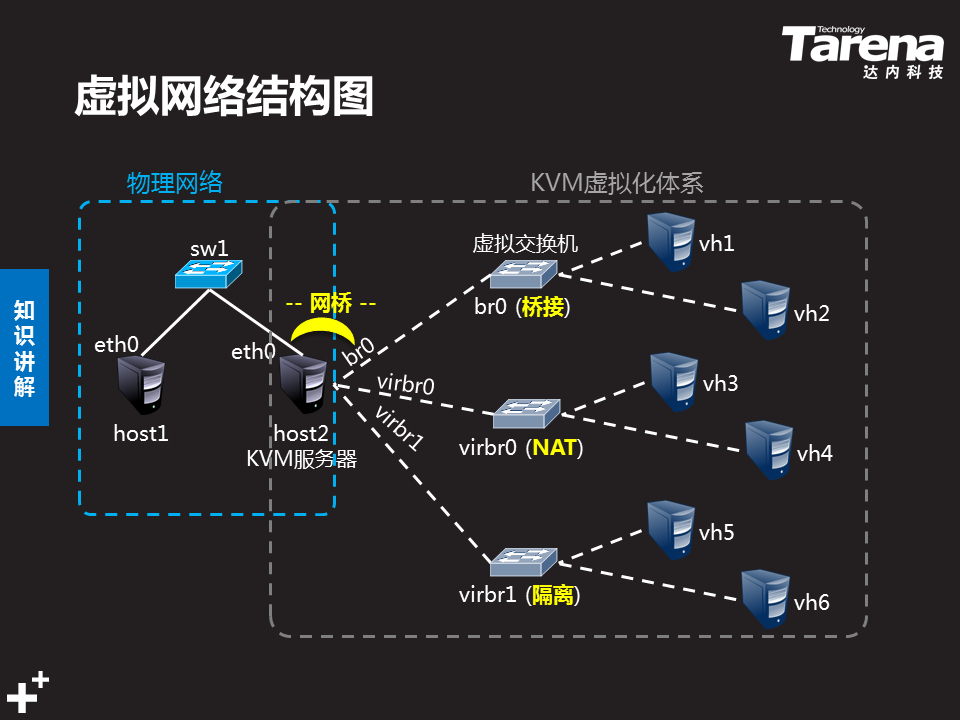 Technology
Tarena
达内科技
虚拟网络结构图
物理网络
KVM虚拟化体系
sw1
虚拟交换机
vh1
-- 网桥 --
br0 (桥接)
vh2
eth0
eth0
br0
virbr0
vh3
virbr1
host1
host2
KVM服务器
virbr0 (NAT)
vh4
vh5
virbr1 (隔离)
vh6
知
识
讲
解